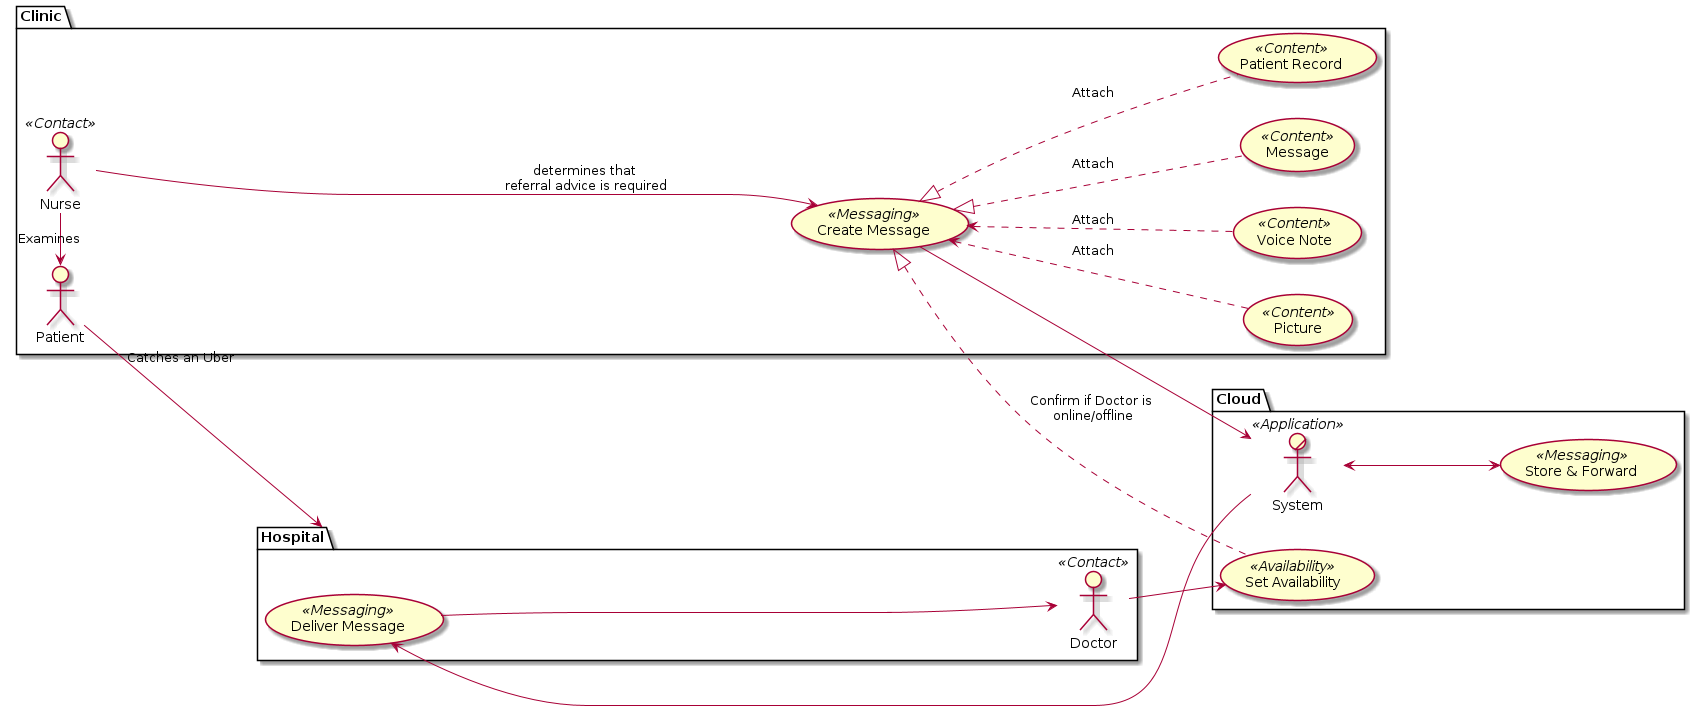 Clinic
«Content»
Patient Record
Attach
«Contact»
Nurse
«Content»
Message
Attach
determines that
referral advice is required
«Messaging»
Create Message
Attach
«Content»
Voice Note
Examines
Attach
«Content»
Picture
Patient
Catches an Uber
Confirm if Doctor is
online/offline
Cloud
«Application»
System
«Messaging»
Store & Forward
Hospital
«Contact»
Doctor
«Availability»
Set Availability
«Messaging»
Deliver Message